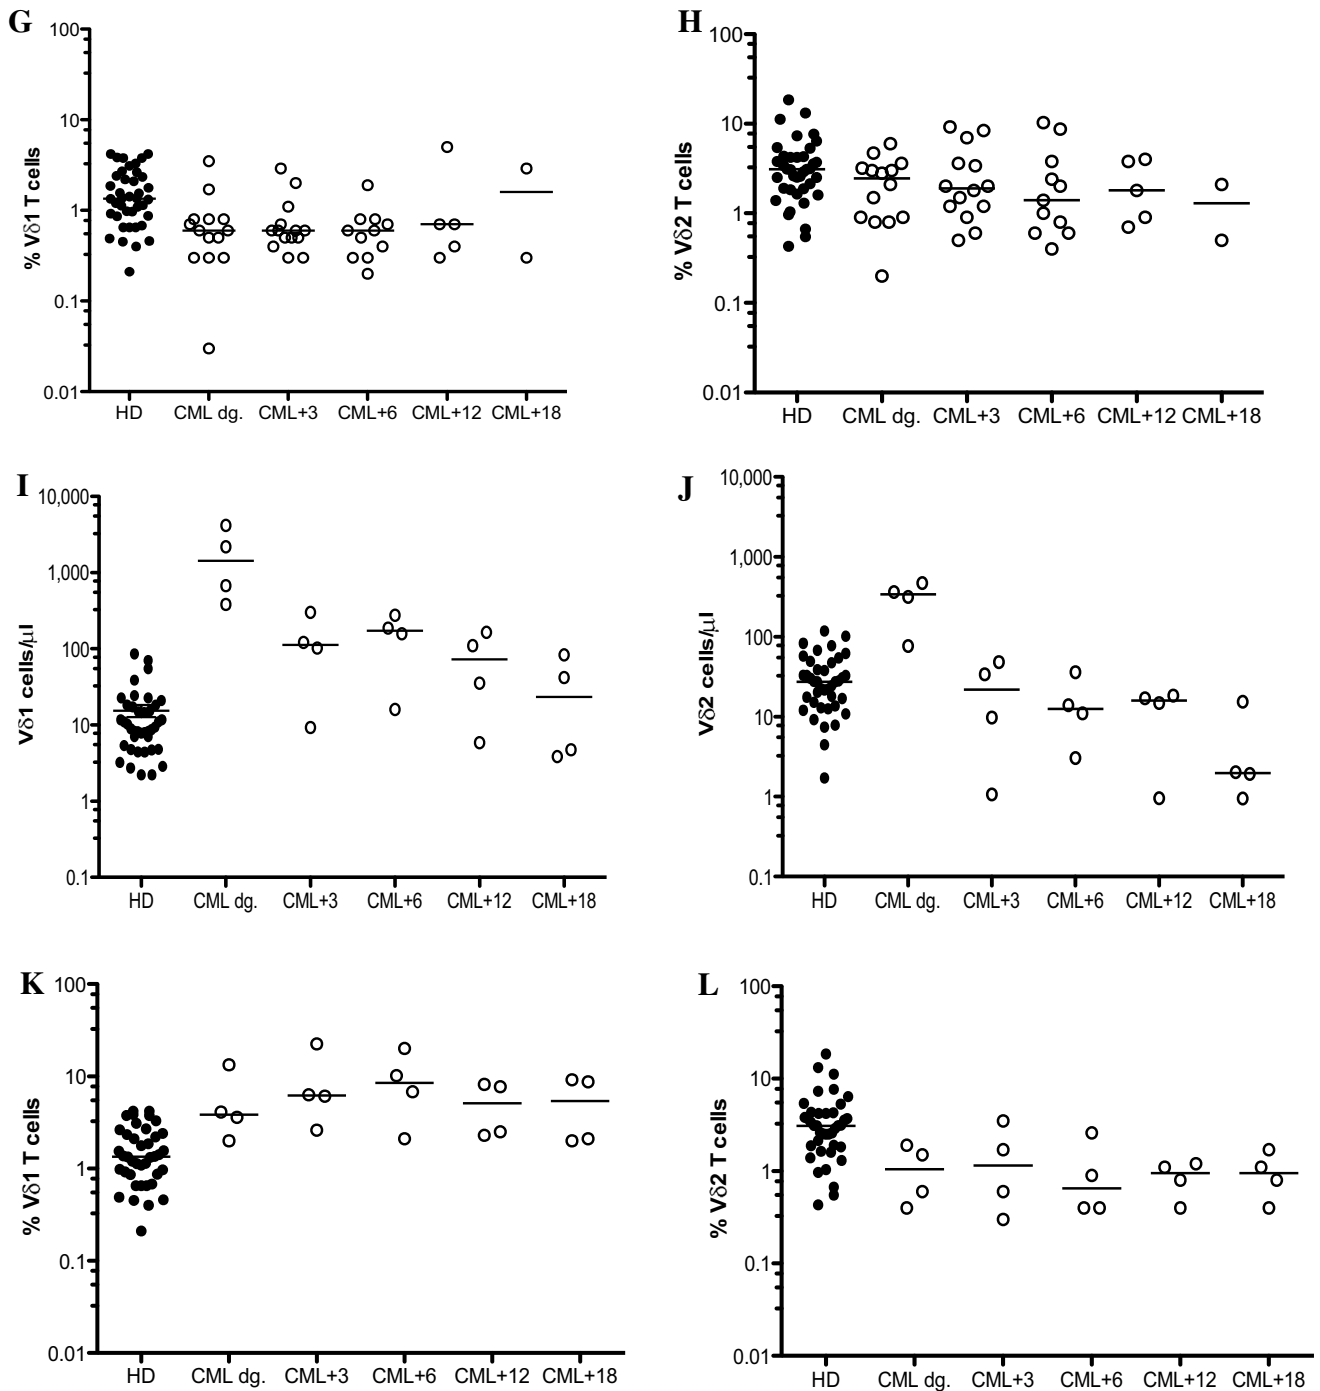 G
100
10
1
0.1
0.01
% Vδ1 T cells
HD CML dg. CML+3 CML+6 CML+12 CML+18
H
100
10
1
0.1
0.01
% Vδ2 T cells
HD CML dg. CML+3 CML+6 CML+12 CML+18
I
10,000
1,000
100
10
1
0.1
Vδ1 cells/µl
HD CML dg. CML+3 CML+6 CML+12 CML+18
J
10,000
1,000
100
10
1
0.1
Vδ2 cells/µl
HD CML dg. CML+3 CML+6 CML+12 CML+18
K
100
10
1
0.1
0.01
% Vδ1 T cells
HD CML dg. CML+3 CML+6 CML+12 CML+18
L
100
10
1
0.1
0.01
% Vδ2 T cells
HD CML dg. CML+3 CML+6 CML+12 CML+18